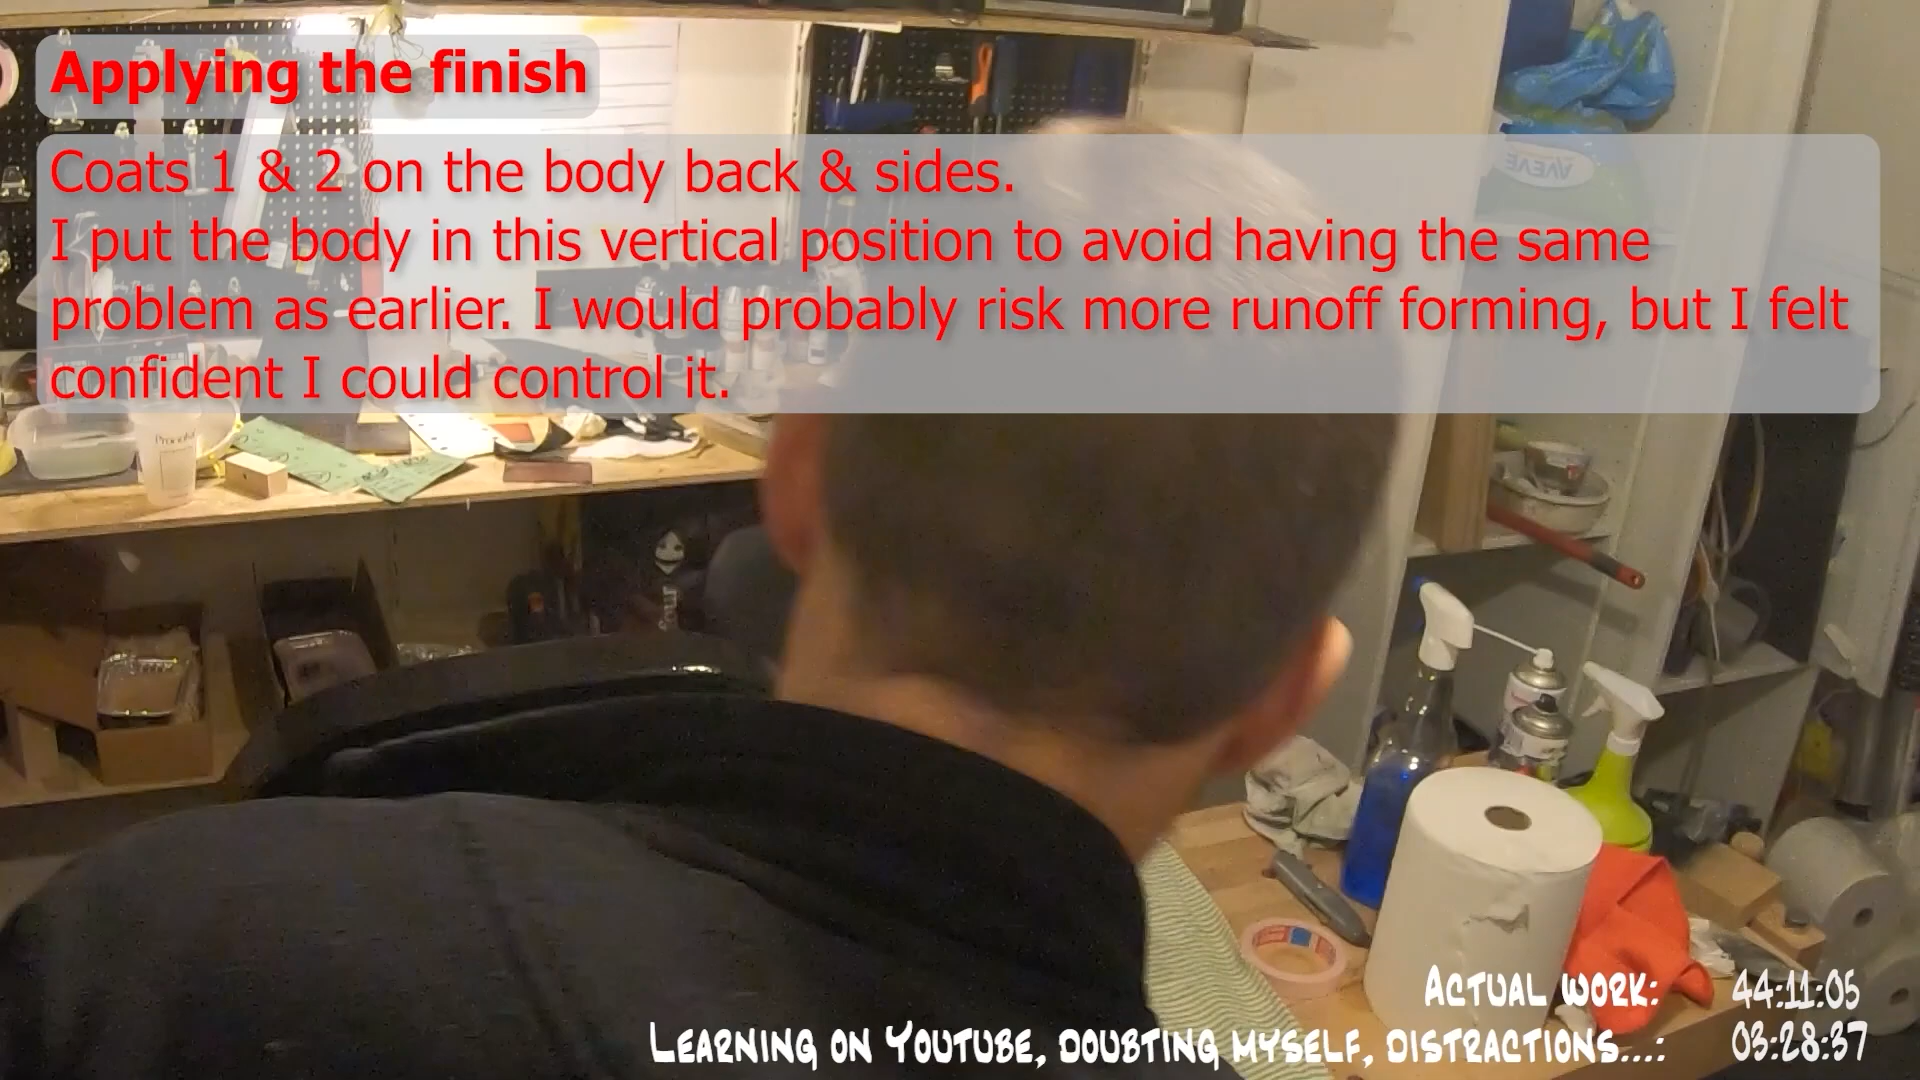 Applying the finish
Coats 1 & 2 on the body back & sides.
I put the body in this vertical position to avoid having the same
problem as earlier. I would probably risk more runoff forming, but I felt
confident I could control it.
AVEVE
Actual work: 44:11:05
Learning on Youtube, doubting myself, distractions...: 03:28:37